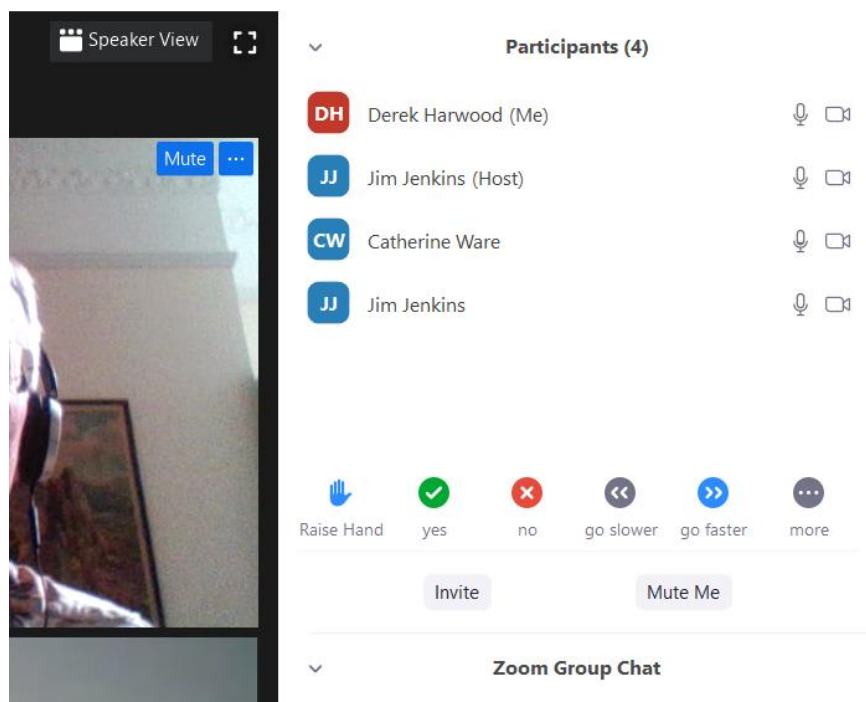 Speaker View
Participants (4)
Mute ...
DH Derek Harwood (Me)
JJ Jim Jenkins (Host)
CW Catherine Ware
JJ Jim Jenkins
Raise Hand yes no go slower go faster more
Invite Mute Me
Zoom Group Chat